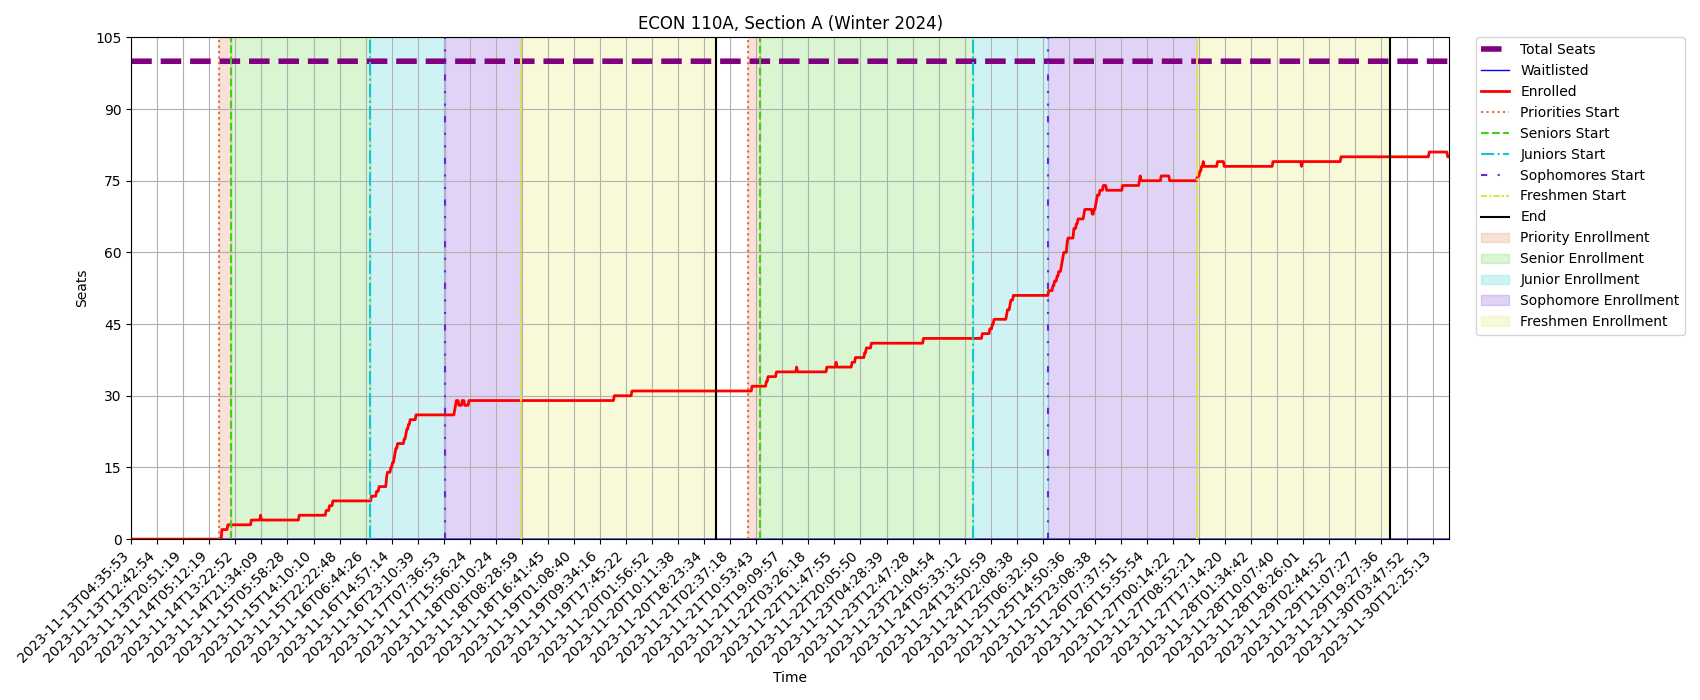 ECON 110A, Section A (Winter 2024)
105
90
75
60
45
30
15
0
Seats
2023-11-13T04:35:53
2023-11-13T12:42:54
2023-11-13T20:51:19
2023-11-14T05:12:19
2023-11-14T13:22:52
2023-11-14T21:34:09
2023-11-15T05:58:28
2023-11-15T14:10:10
2023-11-15T22:22:48
2023-11-16T06:44:26
2023-11-16T14:57:14
2023-11-16T23:10:39
2023-11-17T07:36:53
2023-11-17T15:56:24
2023-11-18T00:10:24
2023-11-18T08:28:59
2023-11-18T16:41:45
2023-11-19T01:08:40
2023-11-19T09:34:16
2023-11-19T17:45:22
2023-11-20T01:56:52
2023-11-20T10:11:38
2023-11-20T18:23:34
2023-11-21T02:37:18
2023-11-21T10:53:43
2023-11-21T19:09:57
2023-11-22T03:26:18
2023-11-22T11:47:55
2023-11-22T20:05:50
2023-11-23T04:28:39
2023-11-23T12:47:28
2023-11-23T21:04:54
2023-11-24T05:33:12
2023-11-24T13:50:59
2023-11-24T22:08:38
2023-11-25T06:32:50
2023-11-25T14:50:36
2023-11-25T23:08:38
2023-11-26T07:37:51
2023-11-26T15:55:54
2023-11-27T00:14:22
2023-11-27T08:52:21
2023-11-27T17:14:20
2023-11-28T01:34:42
2023-11-28T10:07:40
2023-11-28T18:26:01
2023-11-29T02:44:52
2023-11-29T11:07:27
2023-11-29T19:27:36
2023-11-30T03:47:52
2023-11-30T12:25:13
Time
Total Seats
Waitlisted
Enrolled
Priorities Start
Seniors Start
Juniors Start
Sophomores Start
Freshmen Start
End
Priority Enrollment
Senior Enrollment
Junior Enrollment
Sophomore Enrollment
Freshmen Enrollment